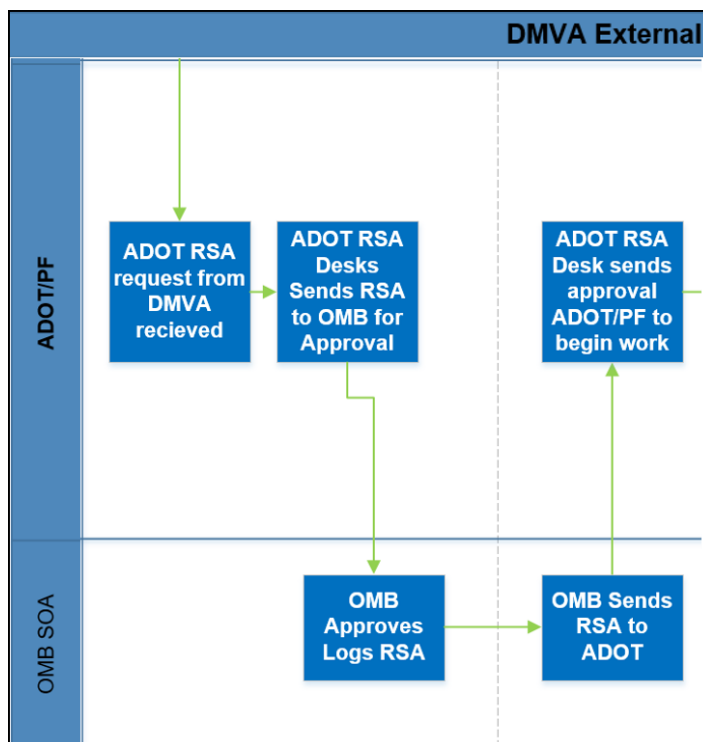 DMVA External
ADOT/PF
ADOT RSA
request from
DMVA
recieved
ADOT RSA
Desks
Sends RSA
to OMB for
Approval
ADOT RSA
Desk sends
approval
ADOT/PF to
begin work
OMB SOA
OMB
Approves
Logs RSA
OMB Sends
RSA to
ADOT